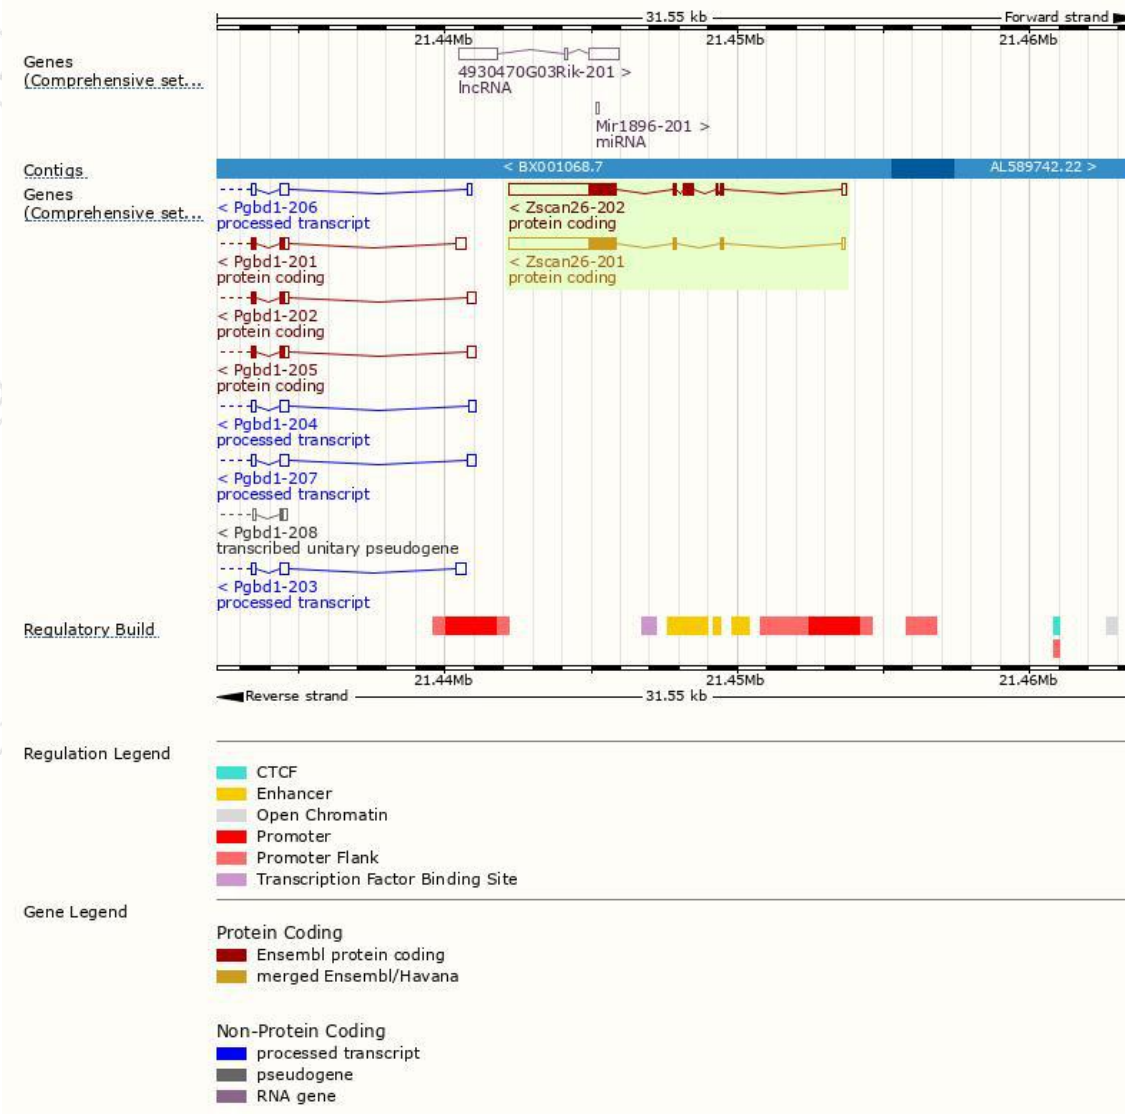 31.55 kb Forward strand
21.44Mb 21.45Mb 21.46Mb
Genes
(Comprehensive set...
4930470G03Rik-201 >
lncRNA
Mir1896-201 >
miRNA
Contigs < BX001068.7 AL589742.22 >
Genes
(Comprehensive set...
< Pgbd1-206 < Zscan26-202
processed transcript protein coding
< Pgbd1-201 < Zscan26-201
protein coding protein coding
< Pgbd1-202
protein coding
< Pgbd1-205
protein coding
< Pgbd1-204
processed transcript
< Pgbd1-207
processed transcript
< Pgbd1-208
transcribed unitary pseudogene
< Pgbd1-203
processed transcript
Regulatory Build
21.44Mb 21.45Mb 21.46Mb
Reverse strand 31.55 kb
Regulation Legend
CTCF
Enhancer
Open Chromatin
Promoter
Promoter Flank
Transcription Factor Binding Site
Gene Legend
Protein Coding
Ensembl protein coding
merged Ensembl/Havana
Non-Protein Coding
processed transcript
pseudogene
RNA gene